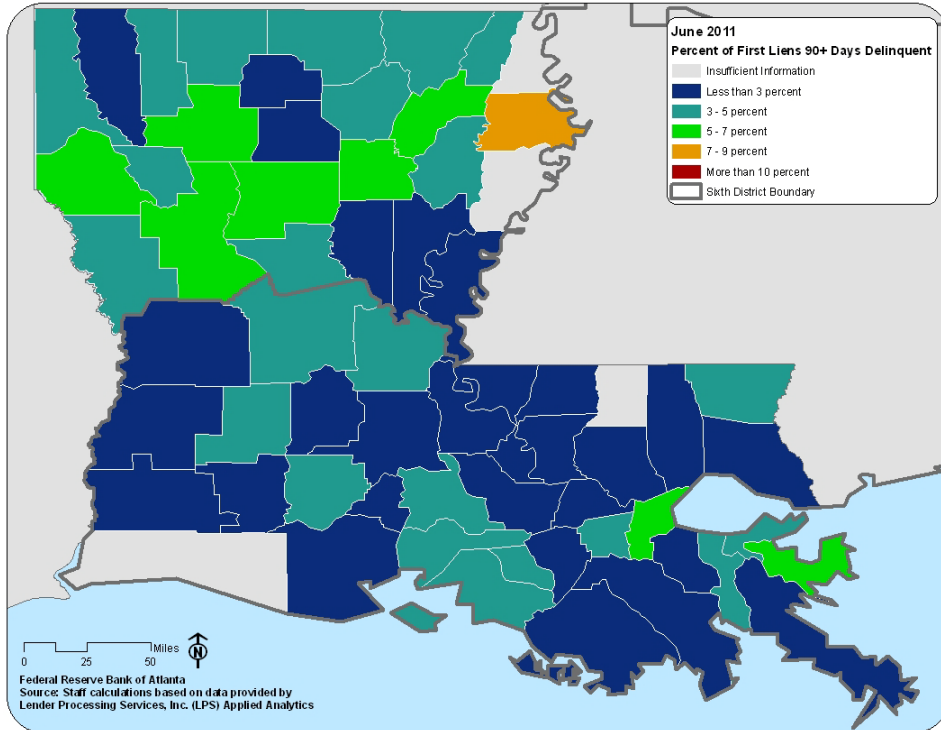 June 2011
Percent of First Liens 90+ Days Delinquent
Insufficient Information
Less than 3 percent
3 - 5 percent
5 - 7 percent
7 - 9 percent
More than 10 percent
Sixth District Boundary
Miles
0 25 50
N
Federal Reserve Bank of Atlanta
Source: Staff calculations based on data provided by
Lender Processing Services, Inc. (LPS) Applied Analytics